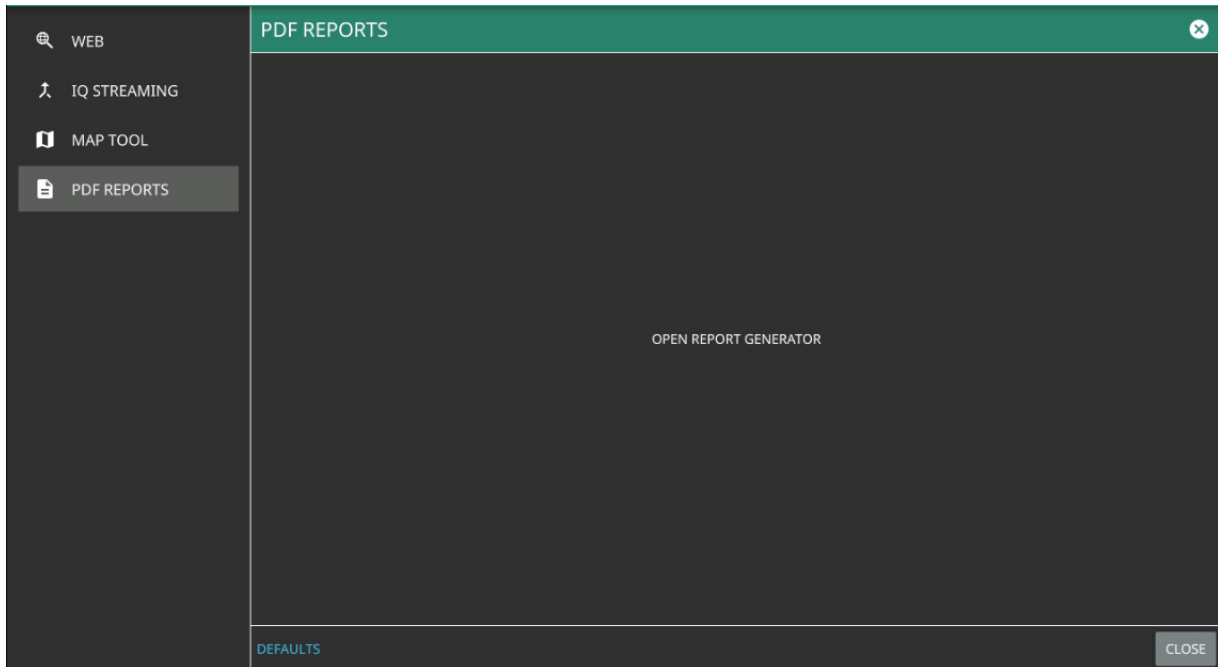 WEB
IQ STREAMING
MAP TOOL
PDF REPORTS
PDF REPORTS
OPEN REPORT GENERATOR
DEFAULTS
CLOSE